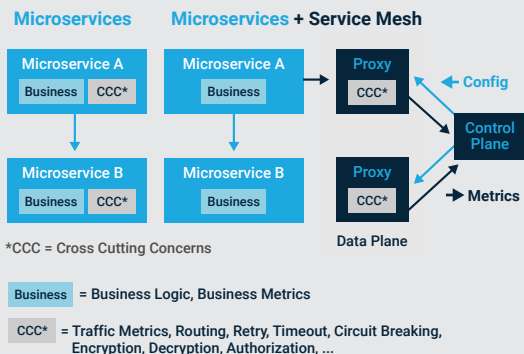 Microservices
Microservices + Service Mesh
Microservice A
Business
CCC*
Microservice A
Business
Proxy
CCC*
Config
Control
Plane
Microservice B
Business
CCC*
Microservice B
Business
Proxy
CCC*
Metrics
Data Plane
*CCC = Cross Cutting Concerns
Business = Business Logic, Business Metrics
CCC* = Traffic Metrics, Routing, Retry, Timeout, Circuit Breaking,
Encryption, Decryption, Authorization, ...